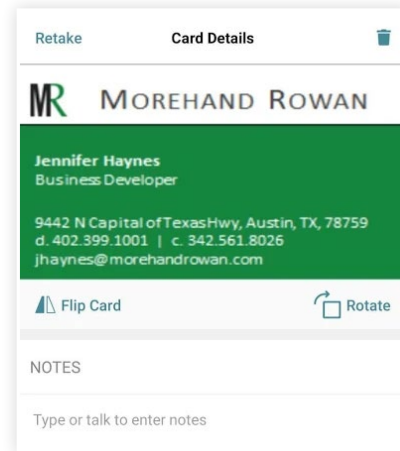 Retake Card Details
MR MOREHAND ROWAN
Jennifer Haynes
Business Developer
9442 N Capital of Texas Hwy, Austin, TX, 78759
d. 402.399.1001 | c. 342.561.8026
jhaynes@morehandrowan.com
Flip Card Rotate
NOTES
Type or talk to enter notes